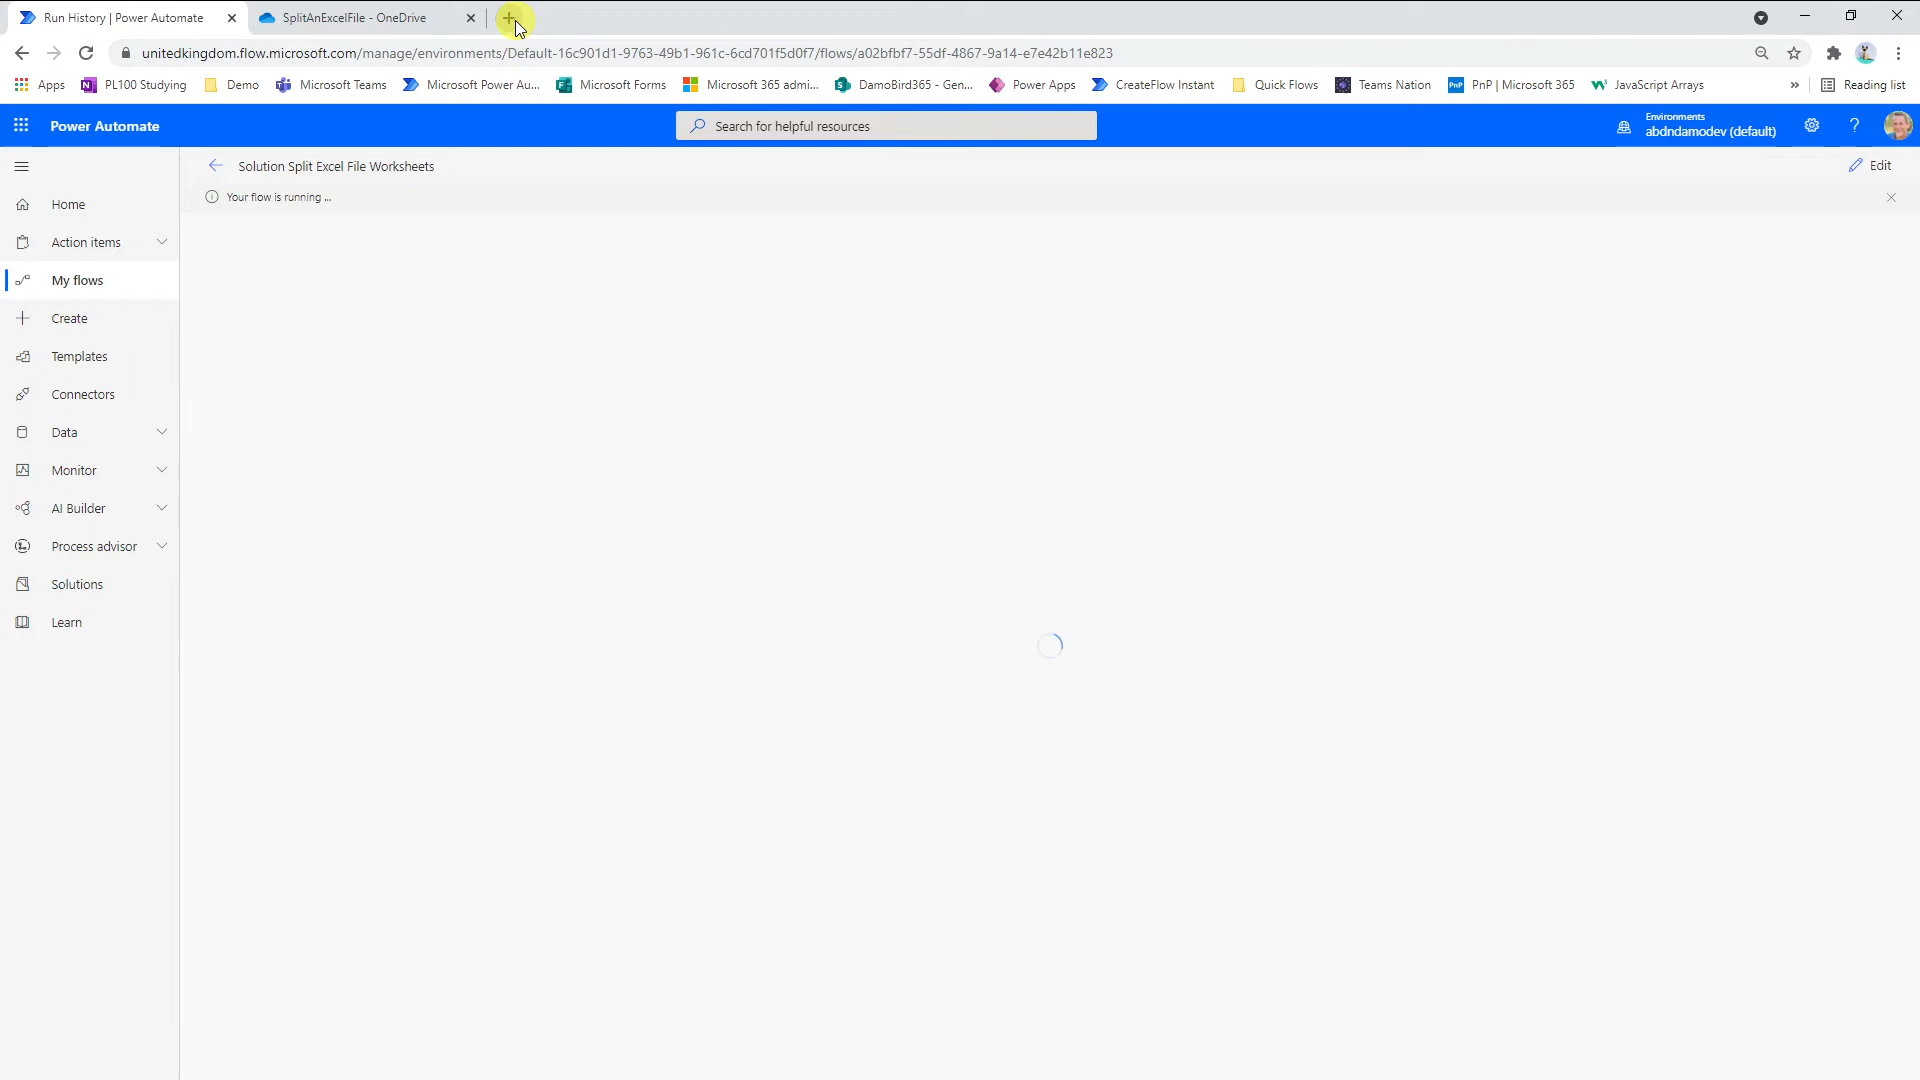 Run History | Power Automate
SplitAnExcelFile - OneDrive
unitedkingdom.flow.microsoft.com/manage/environments/Default-16c901d1-9763-49b1-961c-6cd701f5d0f7/flows/a02bfbf7-55df-4867-9a14-e7e42b11e823
Apps
PL100 Studying
Demo
Microsoft Teams
Microsoft Power Au...
Microsoft Forms
Microsoft 365 admi...
DamoBird365 - Gen...
Power Apps
CreateFlow Instant
Quick Flows
Teams Nation
PnP | Microsoft 365
JavaScript Arrays
»
Reading list
Power Automate
Search for helpful resources
Environments
abdndamodev (default)
Solution Split Excel File Worksheets
Edit
Your flow is running ...
Home
Action items
My flows
Create
Templates
Connectors
Data
Monitor
AI Builder
Process advisor
Solutions
Learn